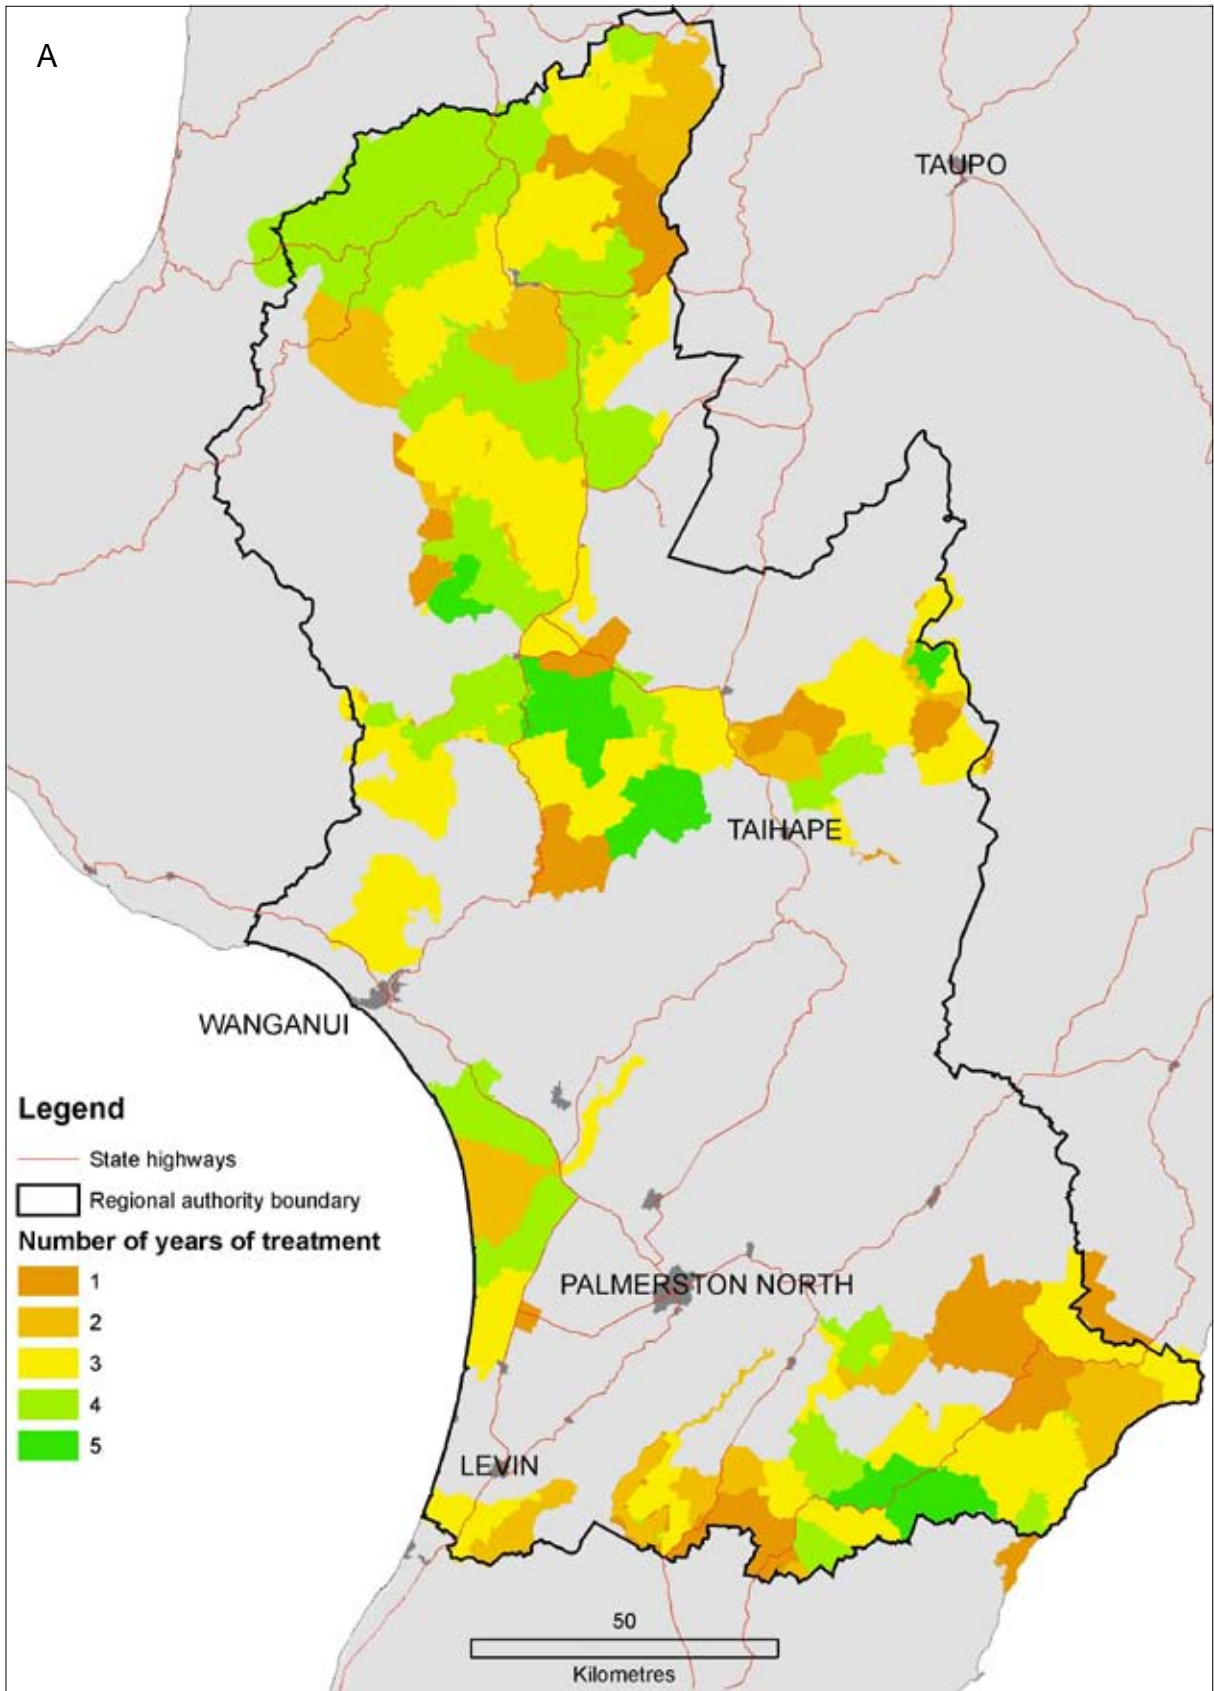 A
TAUPO
TAIHAPE
WANGANUI
Legend
State highways
Regional authority boundary
Number of years of treatment
1
2
3
4
5
PALMERSTON NORTH
LEVIN
50
Kilometres